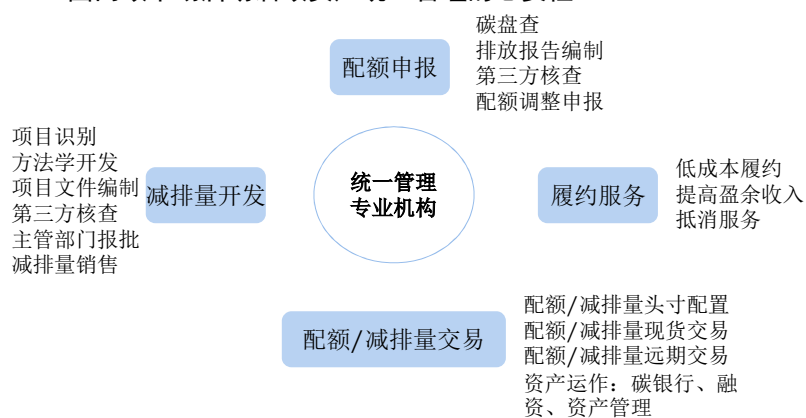 碳盘查
排放报告编制
第三方核查
配额调整申报
配额申报
项目识别
方法学开发
项目文件编制
第三方核查
主管部门报批
减排量销售
减排量开发
统一管理
专业机构
履约服务
低成本履约
提高盈余收入
抵消服务
配额/减排量交易
配额/减排量头寸配置
配额/减排量现货交易
配额/减排量远期交易
资产运作：碳银行、融
资、资产管理